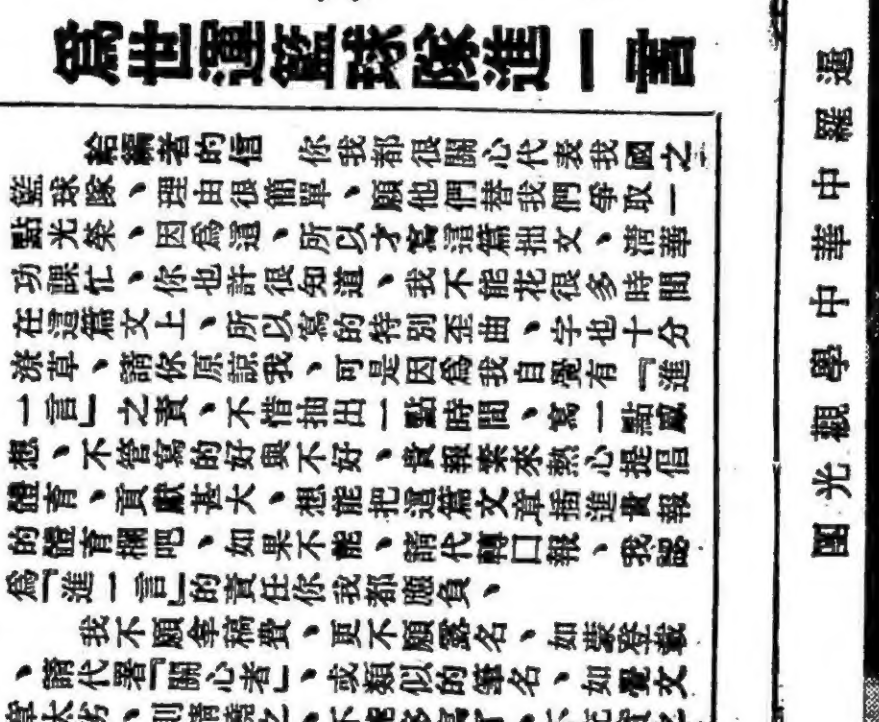 爲世運籃球隊進一言
給編者的信 你我都很關心代表我國之
籃球隊、理由很簡單、願他們替我們爭取一
點光榮、因爲這、所以才寫這篇拙文、清華
功課忙、你也許很知道、我不能花很多時間
在這篇文上、所以寫的特別歪曲、字也十分
潦草、請你原諒我、可是因爲我自覺有『進
一言』之責、不惜抽出一點時間、寫一點感
想、不管寫的好與不好、貴報素來熱心提倡
體育、貢獻甚大、想能把這篇文章插進貴報
的體育欄吧、如果不能、請代轉口報、我認
爲『進一言』的責任你我都應負、
我不願拿稿費、更不願露名、如蒙登載
、請代署『關心者』、或類似的筆名、如覺文
章太劣、則請
暹羅中華中學觀光團